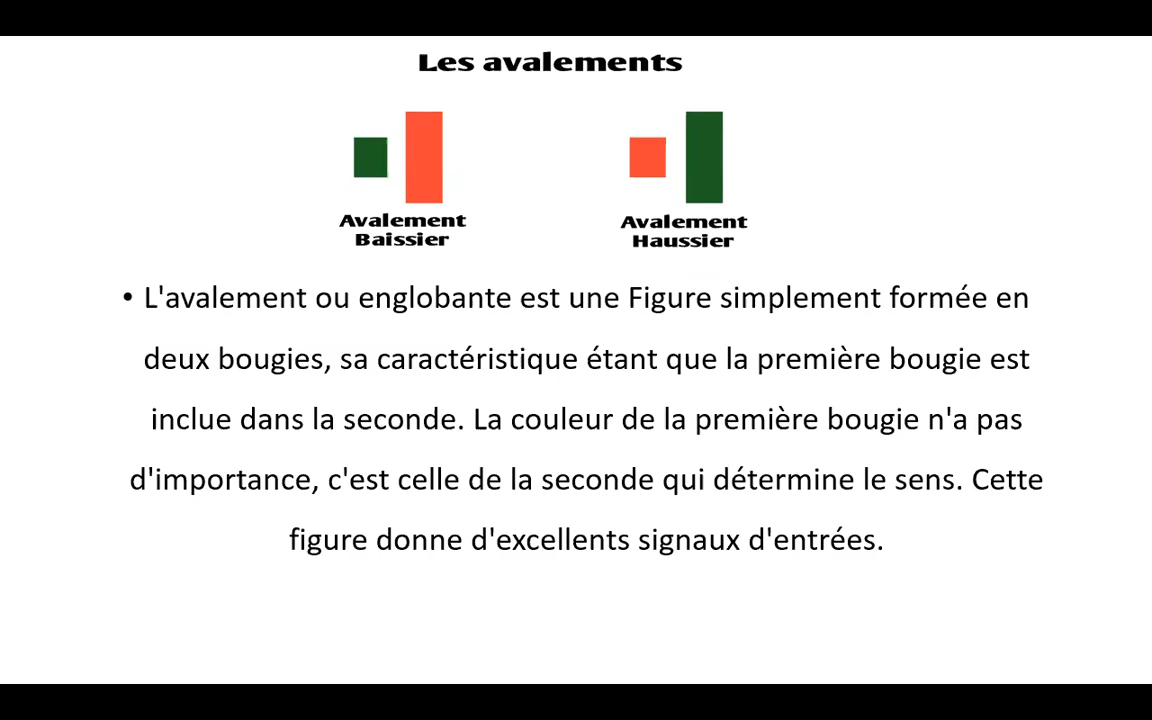 Les avalements
Avalement
Baissier
Avalement
Haussier
• L'avalement ou englobante est une Figure simplement formée en
deux bougies, sa caractéristique étant que la première bougie est
inclue dans la seconde. La couleur de la première bougie n'a pas
d'importance, c'est celle de la seconde qui détermine le sens. Cette
figure donne d'excellents signaux d'entrées.